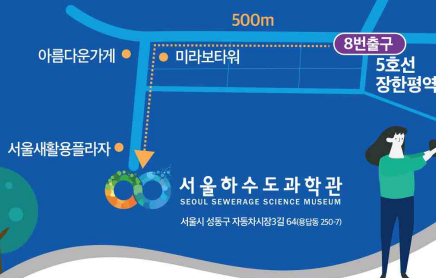 500m
8번출구
아름다운가게
미라보타워
5호선
장한평역
서울새활용플라자
서울하수도과학관
SEOUL SEWERAGE SCIENCE MUSEUM
서울시 성동구 자동차시장3길 64(용답동 250-7)